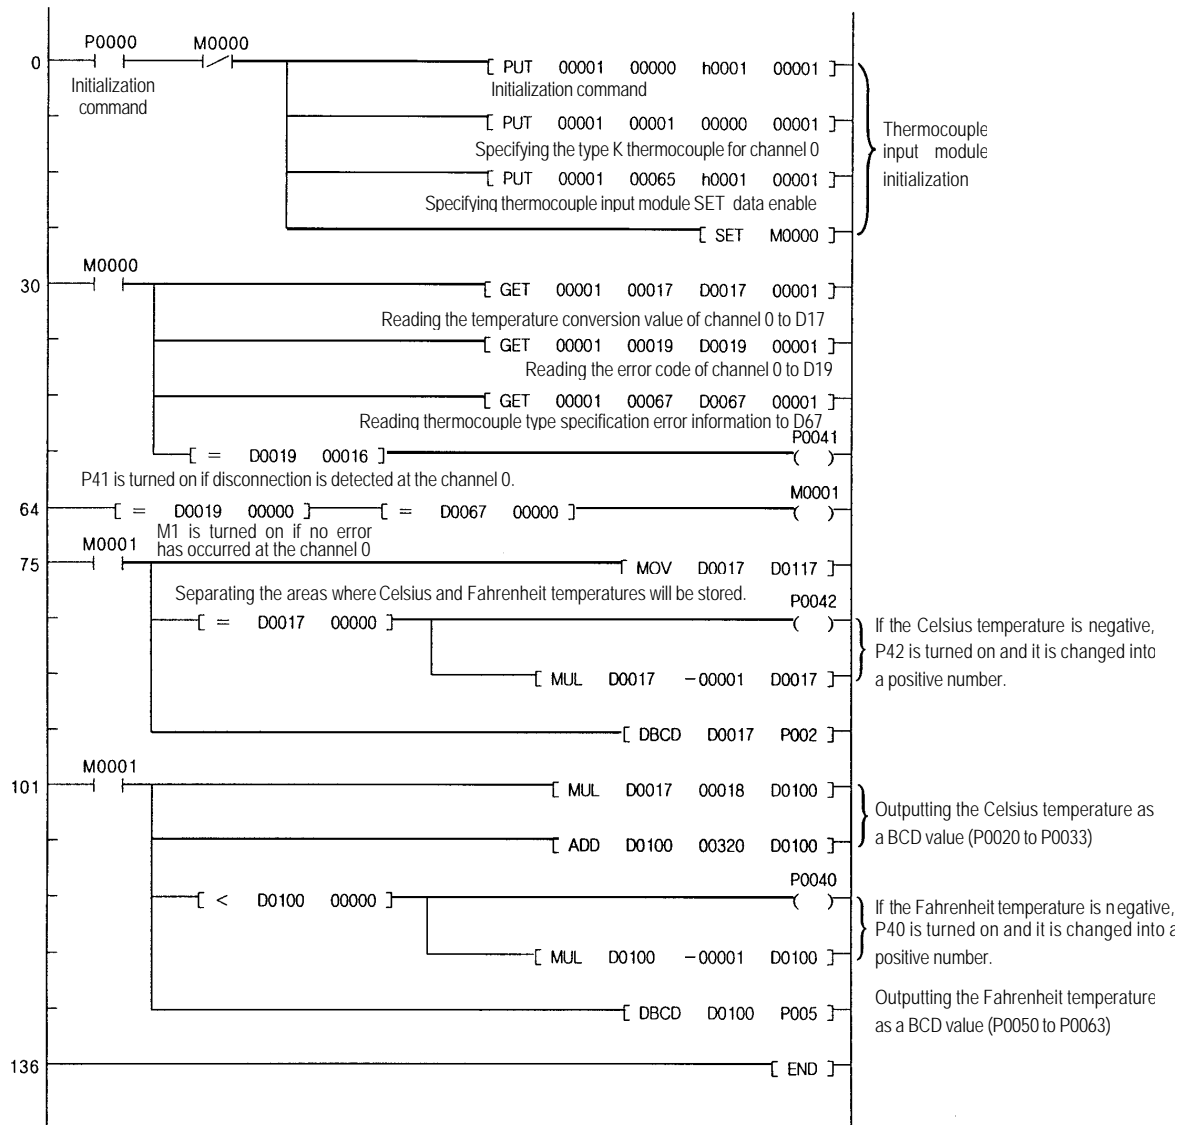 P0000 M0000
0 [ PUT 00001 00000 h0001 00001 ]
Initialization
command
Initialization command
[ PUT 00001 00001 00000 00001 ]
Specifying the type K thermocouple for channel 0
[ PUT 00001 00065 h0001 00001 ]
Specifying thermocouple input module SET data enable
[ SET M0000 ]
Thermocouple
input module
initialization
M0000
30 [ GET 00001 00017 D0017 00001 ]
Reading the temperature conversion value of channel 0 to D17
[ GET 00001 00019 D0019 00001 ]
Reading the error code of channel 0 to D19
[ GET 00001 00067 D0067 00001 ]
Reading thermocouple type specification error information to D67
P0041
[ = D0019 00016 ] ( )
P41 is turned on if disconnection is detected at the channel 0.
M0001
64 [ = D0019 00000 ] [ = D0067 00000 ] ( )
M1 is turned on if no error
has occurred at the channel 0
M0001
75 [ MOV D0017 D0117 ]
Separating the areas where Celsius and Fahrenheit temperatures will be stored.
P0042
[ = D0017 00000 ] ( )
[ MUL D0017 -00001 D0017 ]
If the Celsius temperature is negative,
P42 is turned on and it is changed into
a positive number.
[ DBCD D0017 P002 ]
M0001
101 [ MUL D0017 00018 D0100 ]
[ ADD D0100 00320 D0100 ]
Outputting the Celsius temperature as
a BCD value (P0020 to P0033)
P0040
[ < D0100 00000 ] ( )
[ MUL D0100 -00001 D0100 ]
If the Fahrenheit temperature is negative,
P40 is turned on and it is changed into a
positive number.
[ DBCD D0100 P005 ]
Outputting the Fahrenheit temperature
as a BCD value (P0050 to P0063)
136 [ END ]